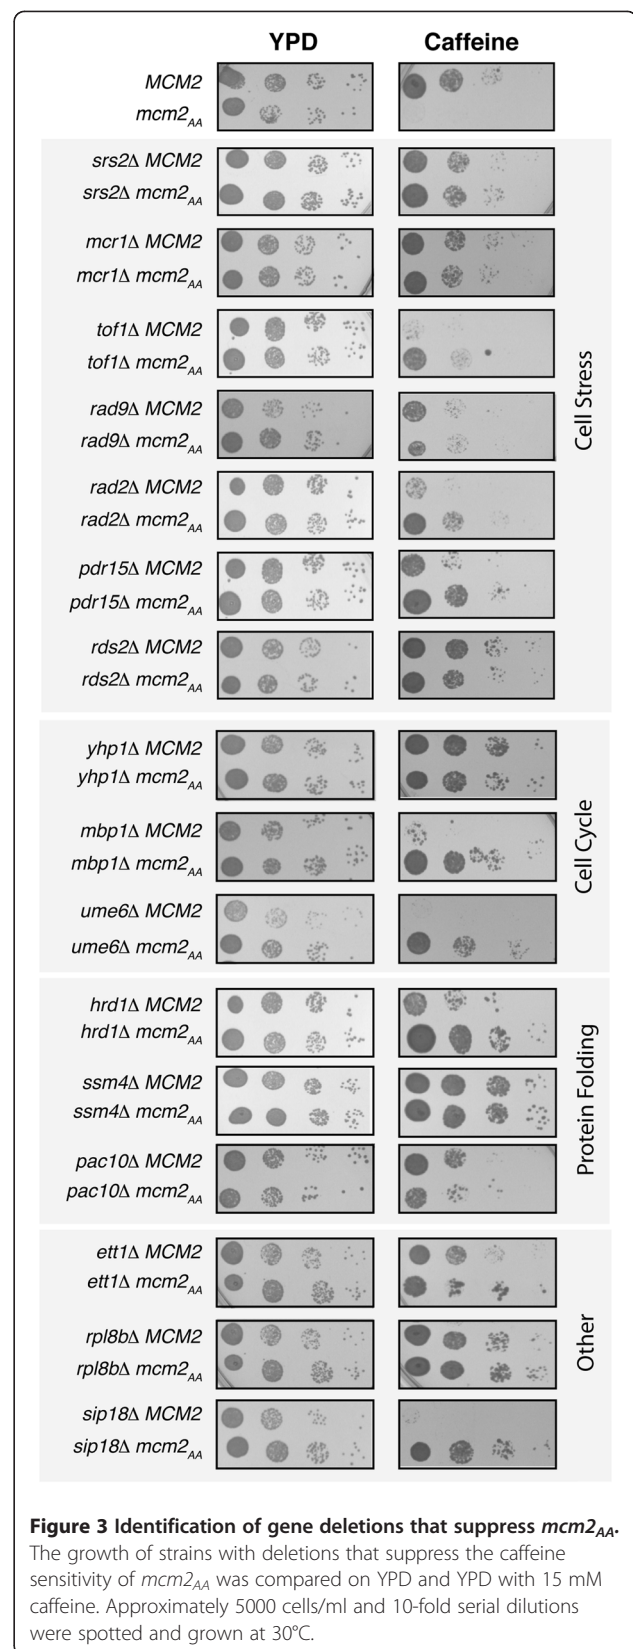 YPD Caffeine
MCM2
mcm2AA
srs2Δ MCM2
srs2Δ mcm2AA
mcr1Δ MCM2
mcr1Δ mcm2AA
tof1Δ MCM2
tof1Δ mcm2AA
rad9Δ MCM2
rad9Δ mcm2AA
rad2Δ MCM2
rad2Δ mcm2AA
pdr15Δ MCM2
pdr15Δ mcm2AA
rds2Δ MCM2
rds2Δ mcm2AA
Cell Stress
yhp1Δ MCM2
yhp1Δ mcm2AA
mbp1Δ MCM2
mbp1Δ mcm2AA
ume6Δ MCM2
ume6Δ mcm2AA
Cell Cycle
hrd1Δ MCM2
hrd1Δ mcm2AA
ssm4Δ MCM2
ssm4Δ mcm2AA
pac10Δ MCM2
pac10Δ mcm2AA
Protein Folding
ett1Δ MCM2
ett1Δ mcm2AA
rpl8bΔ MCM2
rpl8bΔ mcm2AA
sip18Δ MCM2
sip18Δ mcm2AA
Other
Figure 3 Identification of gene deletions that suppress mcm2AA.
The growth of strains with deletions that suppress the caffeine
sensitivity of mcm2AA was compared on YPD and YPD with 15 mM
caffeine. Approximately 5000 cells/ml and 10-fold serial dilutions
were spotted and grown at 30°C.